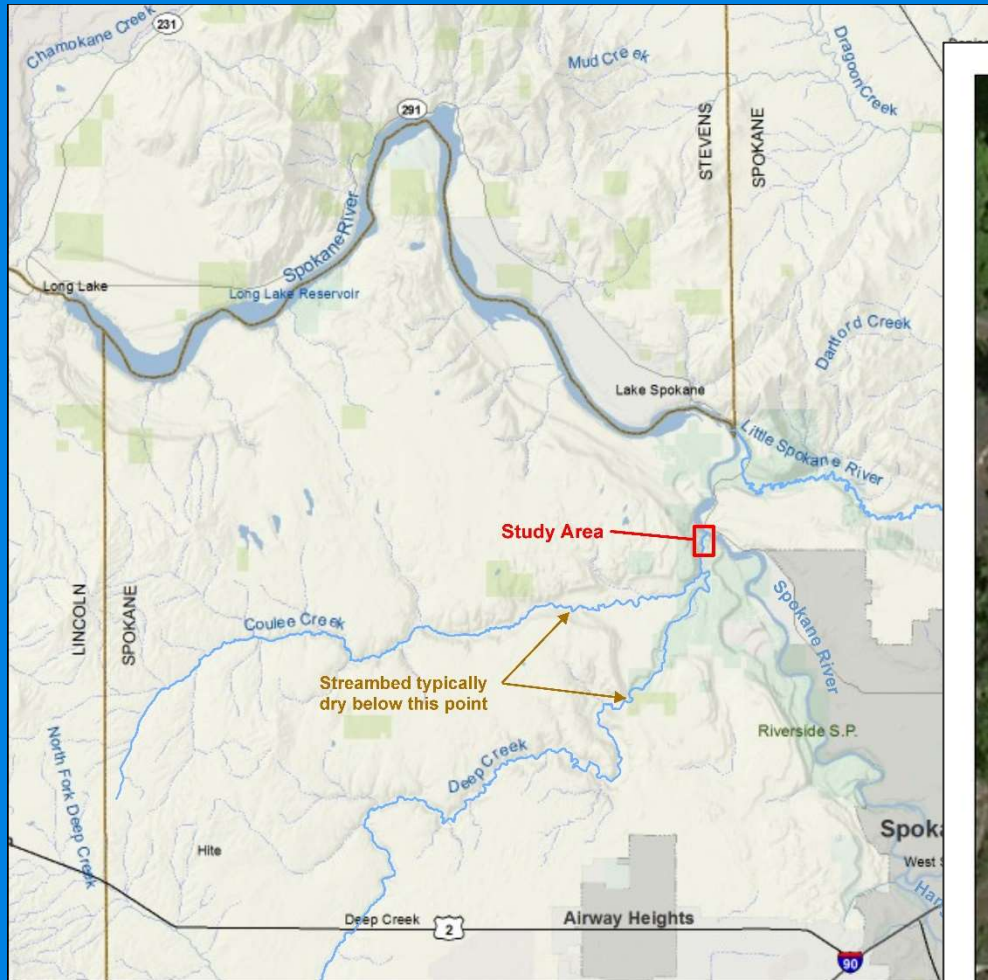 231
Chamokane Creek
Mud Creek
Dragoon Creek
291
STEVENS
SPOKANE
Spokane River
Long Lake
Long Lake Reservoir
Dartford Creek
Lake Spokane
Little Spokane River
Study Area
LINCOLN
SPOKANE
Coulee Creek
Spokane River
Streambed typically
dry below this point
North Fork Deep Creek
Riverside S.P.
Deep Creek
Spok
Hite
West
Deep Creek
2
Airway Heights
90